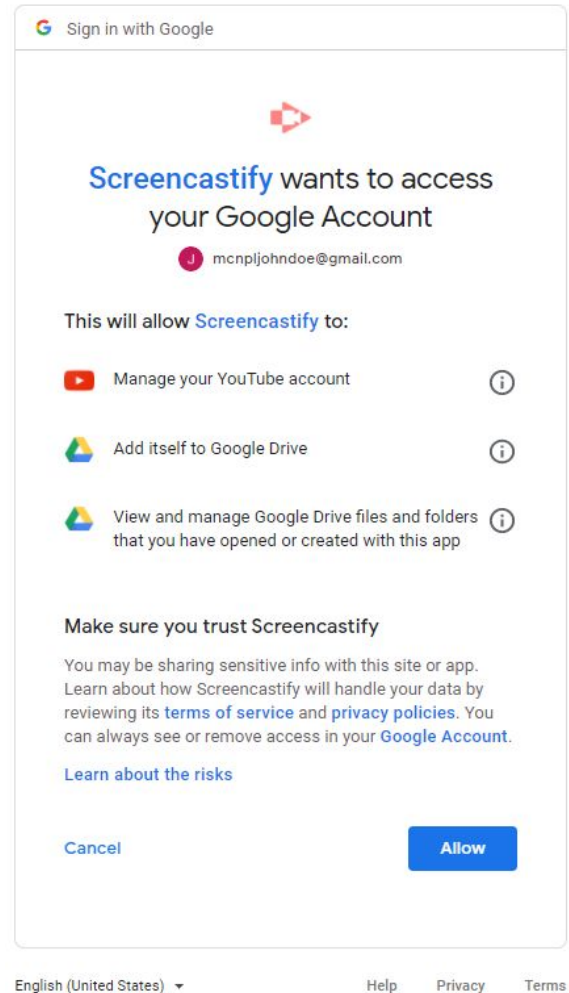 Sign in with Google
Screencastify wants to access
your Google Account
J mcnpljohndoe@gmail.com
This will allow Screencastify to:
Manage your YouTube account
Add itself to Google Drive
View and manage Google Drive files and folders
that you have opened or created with this app
Make sure you trust Screencastify
You may be sharing sensitive info with this site or app.
Learn about how Screencastify will handle your data by
reviewing its terms of service and privacy policies. You
can always see or remove access in your Google Account.
Learn about the risks
Cancel Allow
English (United States) Help Privacy Terms